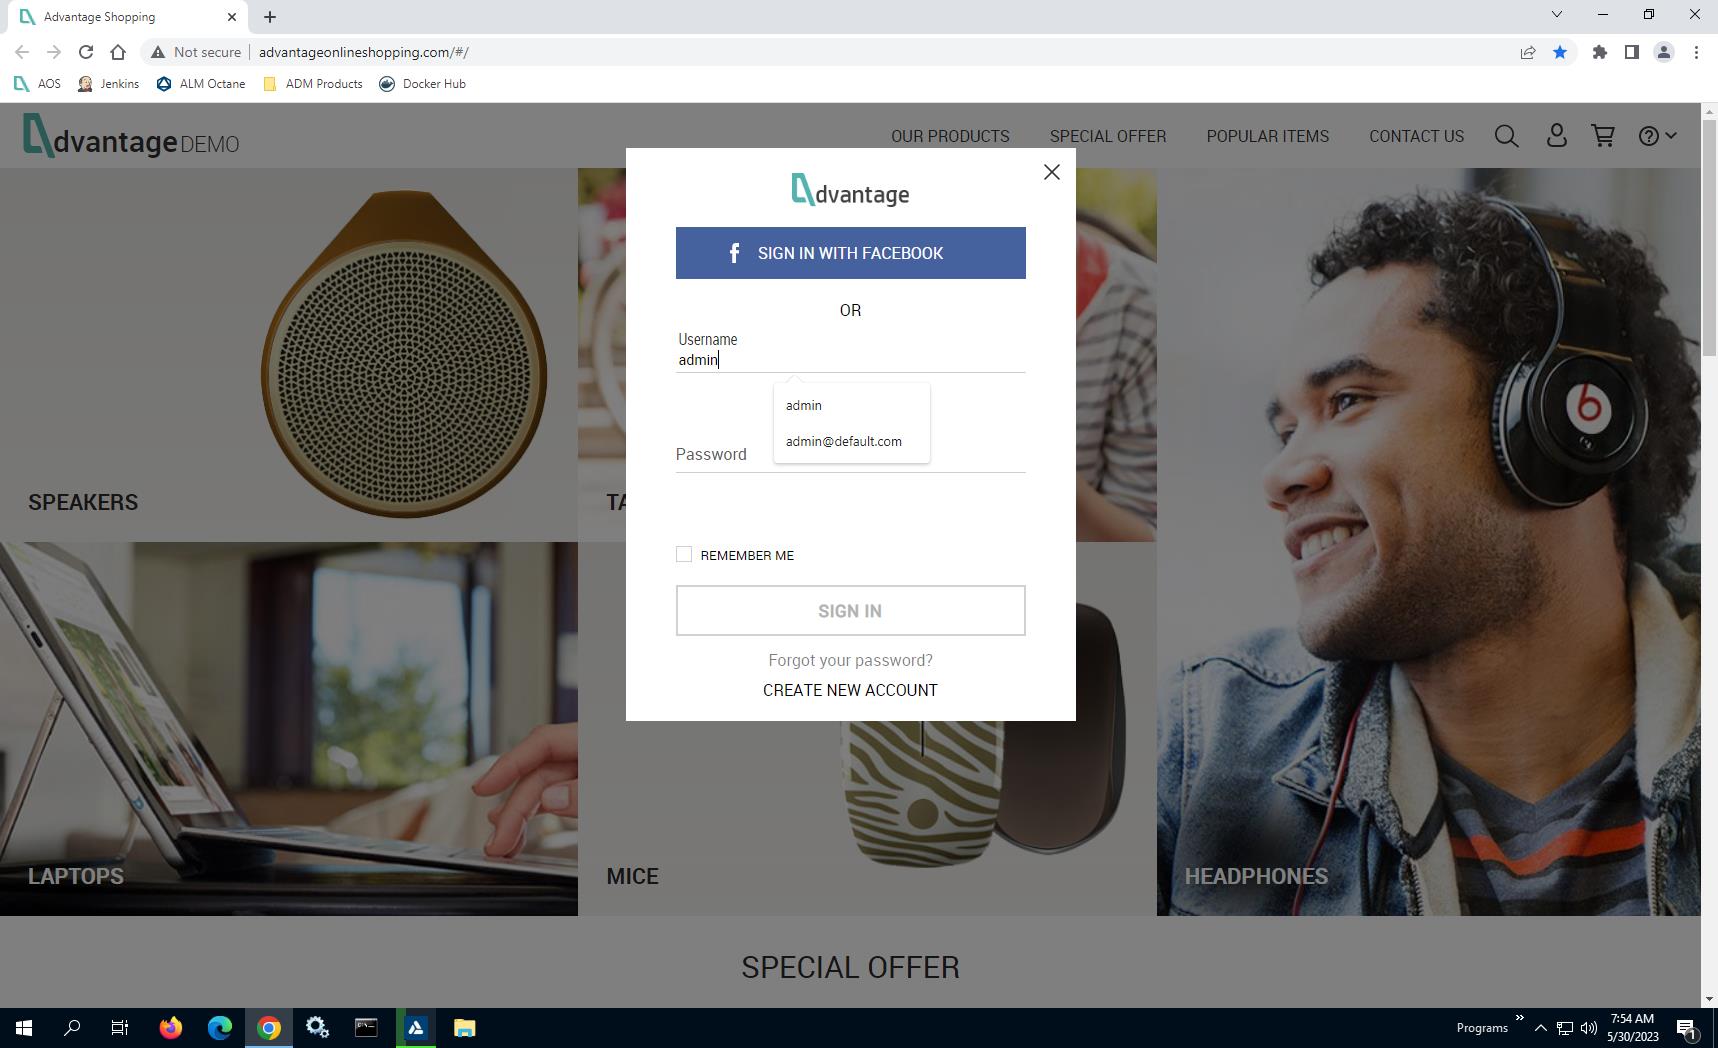 Advantage Shopping
Not secure
advantageonlineshopping.com/#/
AOS
Jenkins
ALM Octane
ADM Products
Docker Hub
Advantage DEMO
OUR PRODUCTS
SPECIAL OFFER
POPULAR ITEMS
CONTACT US
Advantage
SIGN IN WITH FACEBOOK
OR
Username
admin
admin
admin@default.com
Password
REMEMBER ME
SIGN IN
Forgot your password?
CREATE NEW ACCOUNT
SPEAKERS
TA
LAPTOPS
MICE
HEADPHONES
SPECIAL OFFER
Programs
7:54 AM
5/30/2023
1